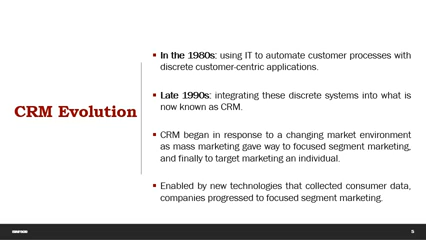 CRM Evolution
▪ In the 1980s: using IT to automate customer processes with
discrete customer-centric applications.
▪ Late 1990s: integrating these discrete systems into what is
now known as CRM.
▪ CRM began in response to a changing market environment
as mass marketing gave way to focused segment marketing,
and finally to target marketing an individual.
▪ Enabled by new technologies that collected consumer data,
companies progressed to focused segment marketing.
5